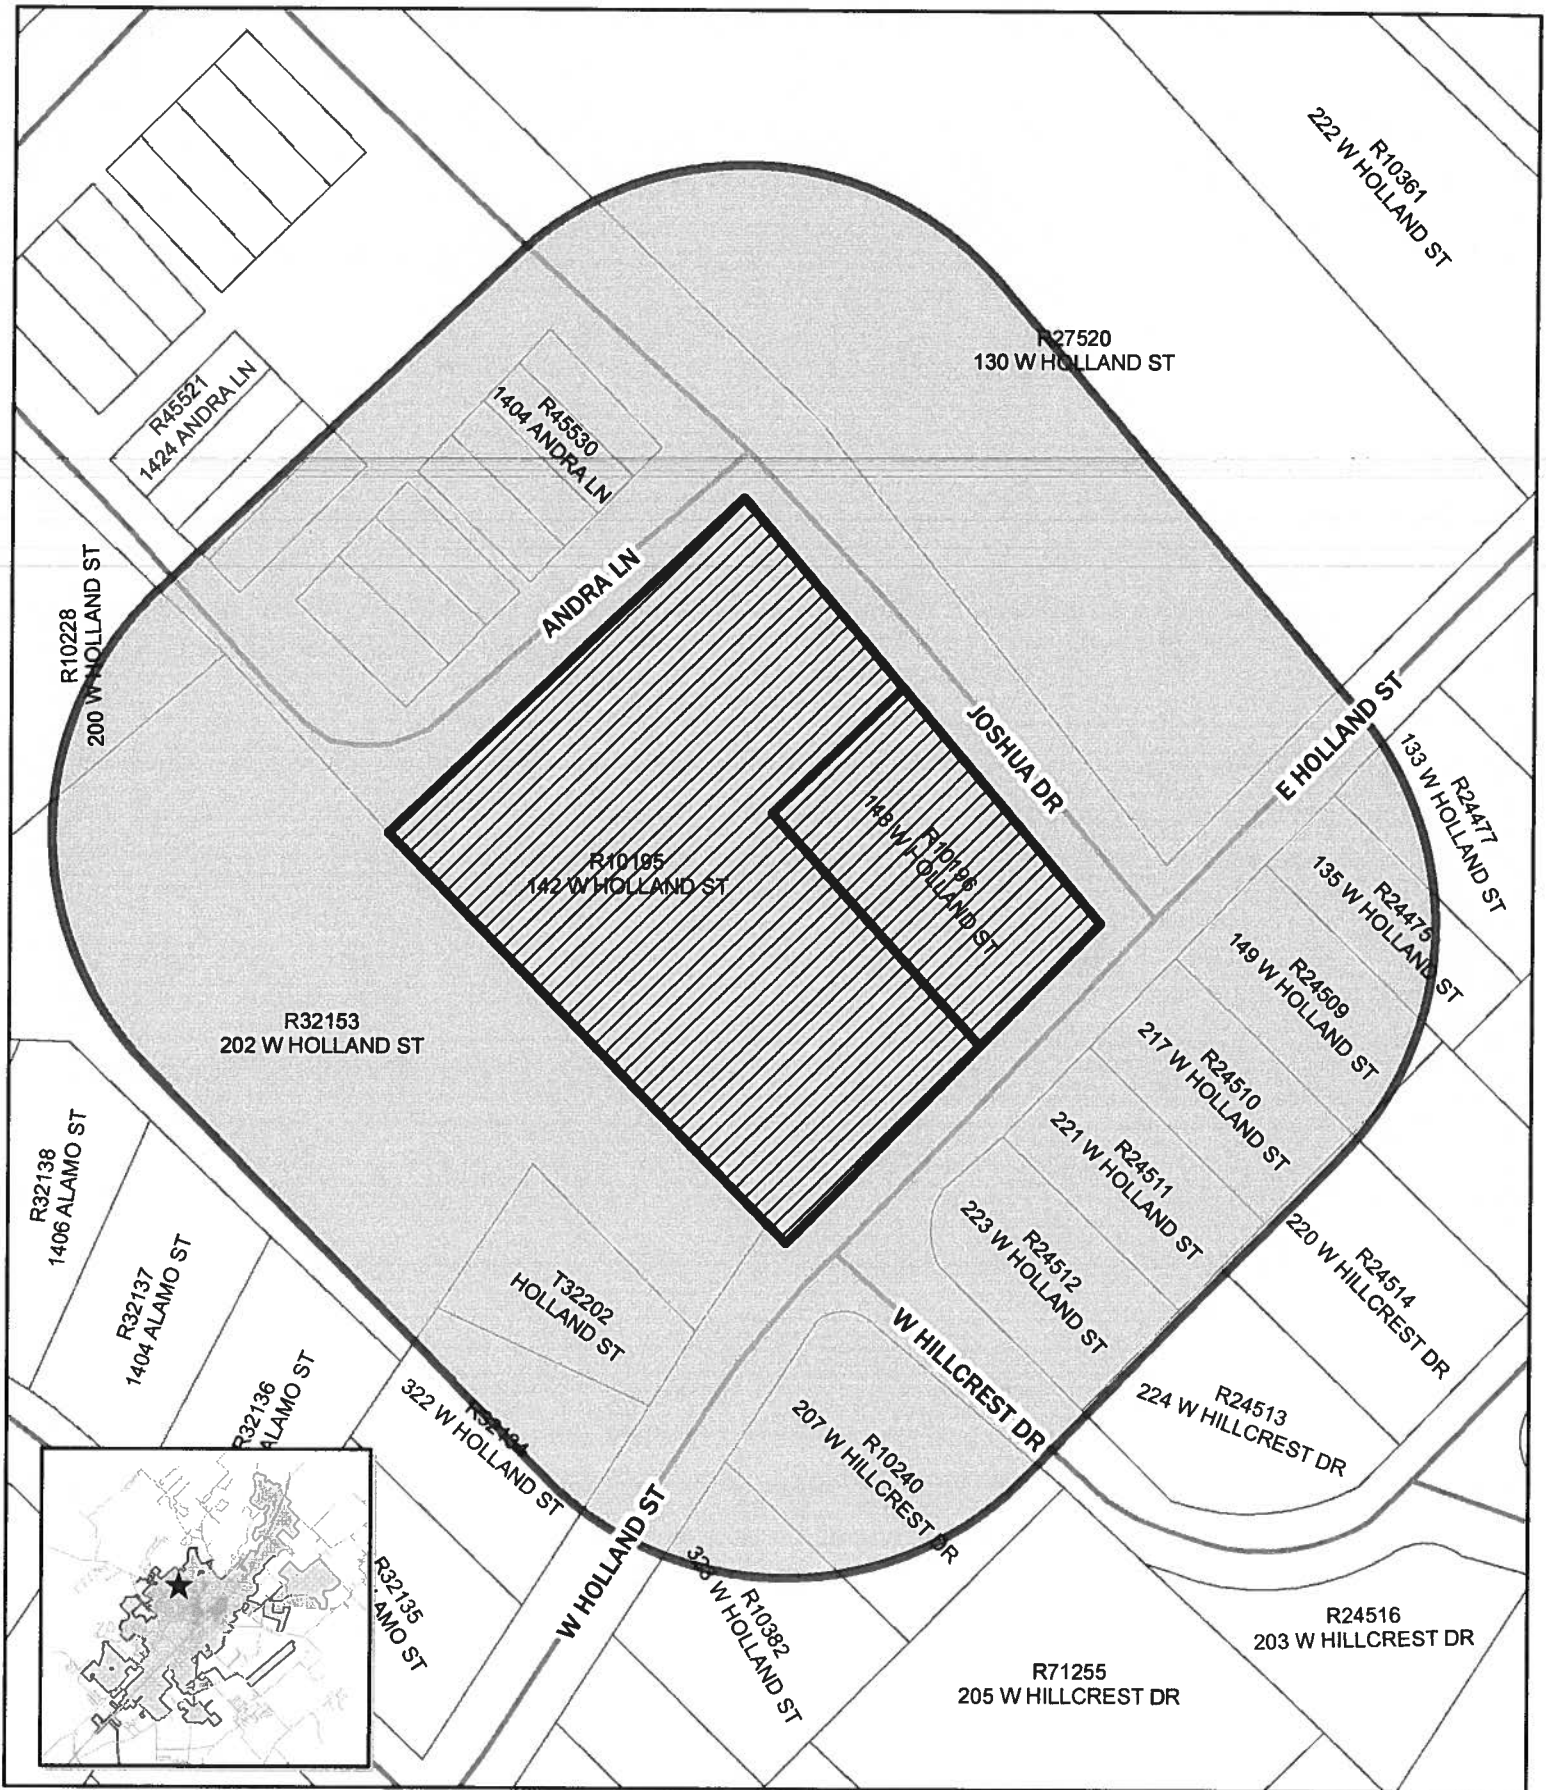 R10361
222 W HOLLAND ST
R27520
130 W HOLLAND ST
R45521
1424 ANDRA LN
R45530
1404 ANDRA LN
ANDRA LN
R10228
200 W HOLLAND ST
JOSHUA DR
E HOLLAND ST
R24477
133 W HOLLAND ST
R24475
135 W HOLLAND ST
R10195
142 W HOLLAND ST
R10196
148 W HOLLAND ST
R24509
149 W HOLLAND ST
R32153
202 W HOLLAND ST
R24510
217 W HOLLAND ST
R24511
221 W HOLLAND ST
R24512
223 W HOLLAND ST
R32138
1406 ALAMO ST
R32137
1404 ALAMO ST
R32136
ALAMO ST
T32202
HOLLAND ST
R24514
220 W HILLCREST DR
W HILLCREST DR
R24513
224 W HILLCREST DR
R32134
322 W HOLLAND ST
R10240
207 W HILLCREST DR
W HOLLAND ST
R32135
AMO ST
R10382
W HOLLAND ST
R24516
203 W HILLCREST DR
R71255
205 W HILLCREST DR